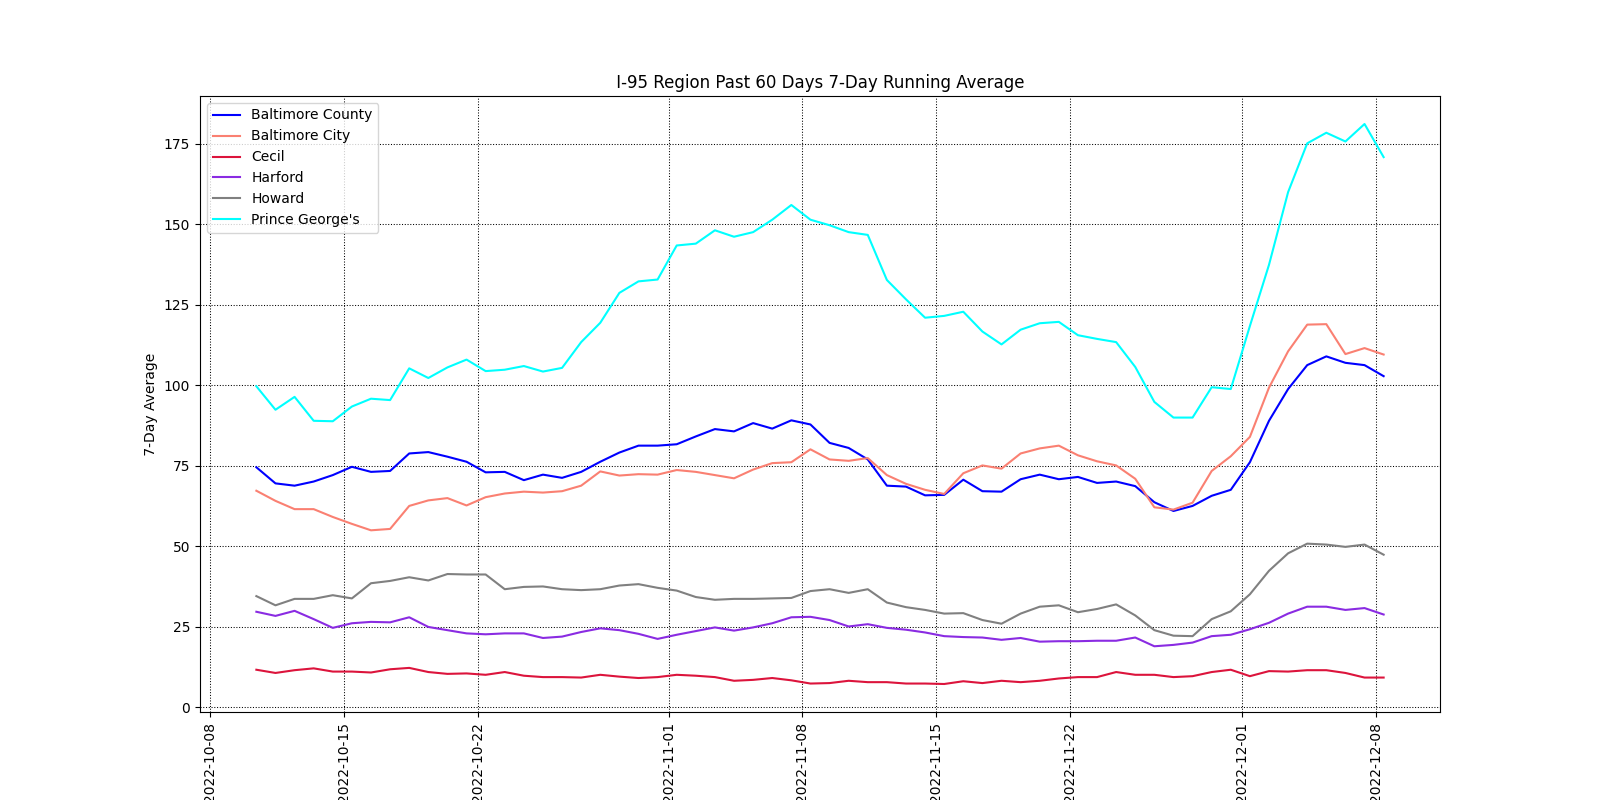 I-95 Region Past 60 Days 7-Day Running Average
Baltimore County
Baltimore City
Cecil
Harford
Howard
Prince George's
7-Day Average
175
150
125
100
75
50
25
0
2022-10-08
2022-10-15
2022-10-22
2022-11-01
2022-11-08
2022-11-15
2022-11-22
2022-12-01
2022-12-08